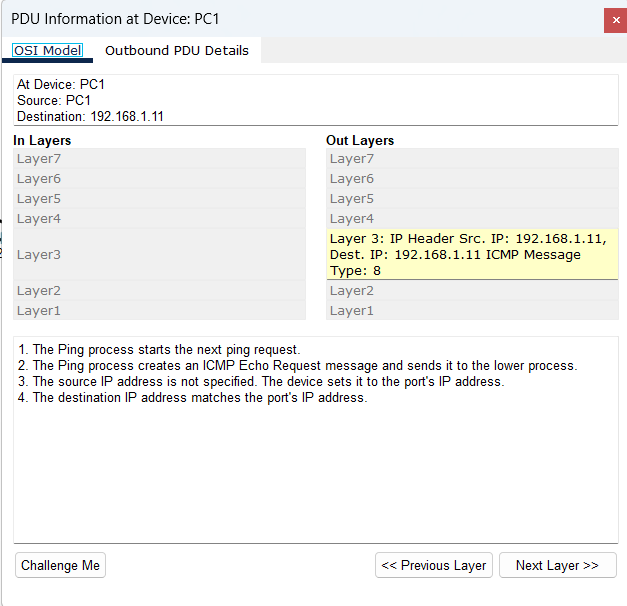 PDU Information at Device: PC1
OSI Model Outbound PDU Details
At Device: PC1
Source: PC1
Destination: 192.168.1.11
In Layers
Layer7
Layer6
Layer5
Layer4
Layer3
Layer2
Layer1
Out Layers
Layer7
Layer6
Layer5
Layer4
Layer 3: IP Header Src. IP: 192.168.1.11,
Dest. IP: 192.168.1.11 ICMP Message
Type: 8
Layer2
Layer1
1. The Ping process starts the next ping request.
2. The Ping process creates an ICMP Echo Request message and sends it to the lower process.
3. The source IP address is not specified. The device sets it to the port's IP address.
4. The destination IP address matches the port's IP address.
Challenge Me << Previous Layer Next Layer >>